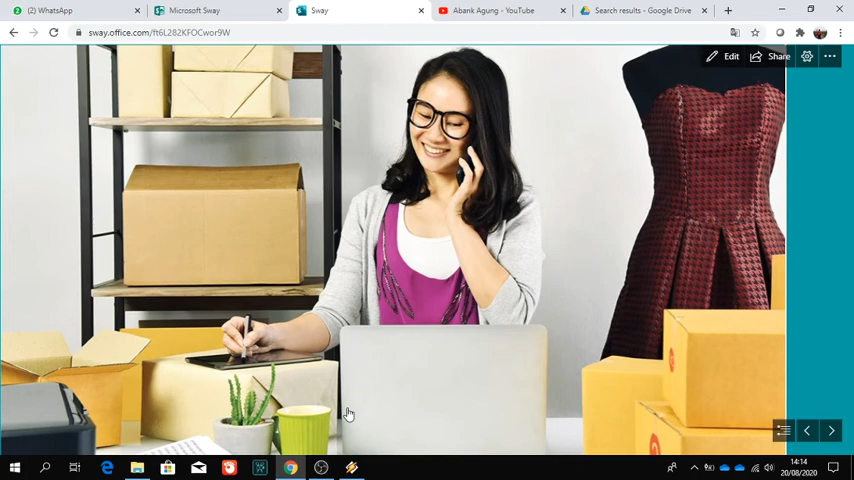 (2) WhatsApp
Microsoft Sway
Sway
Abank Agung - YouTube
Search results - Google Drive
sway.office.com/ft6L282KFOCwor9W
Edit
Share
14:14
20/08/2020